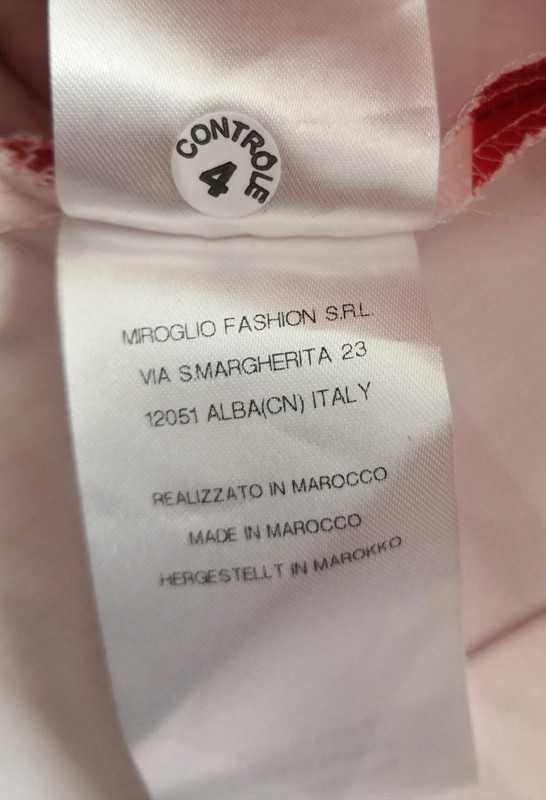 CONTRÔLE
4
MIROGLIO FASHION S.R.L.
VIA S.MARGHERITA 23
12051 ALBA(CN) ITALY
REALIZZATO IN MAROCCO
MADE IN MAROCCO
HERGESTELLT IN MAROKKO